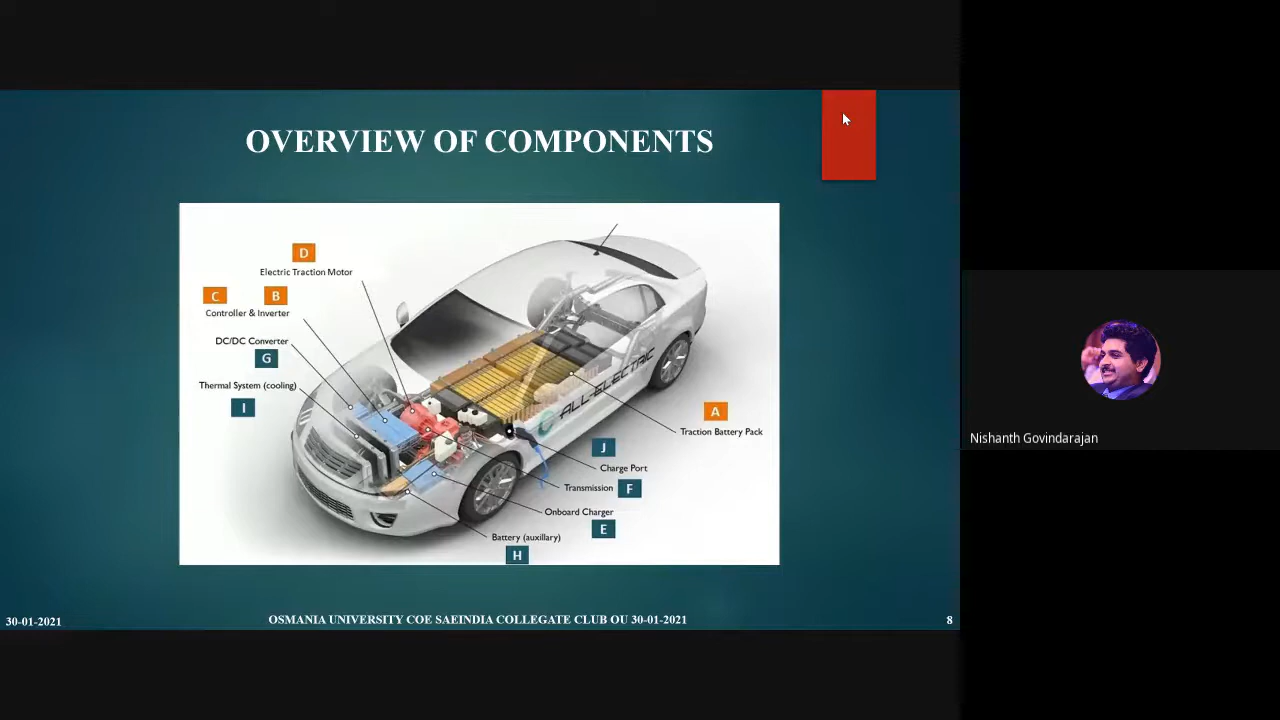 OVERVIEW OF COMPONENTS
D
Electric Traction Motor
C B
Controller & Inverter
DC/DC Converter
G
Thermal System (cooling)
I
ALL-ELECTRIC
A
Traction Battery Pack
J
Charge Port
Transmission F
Onboard Charger
E
Battery (auxillary)
H
Nishanth Govindarajan
30-01-2021
OSMANIA UNIVERSITY COE SAEINDIA COLLEGATE CLUB OU 30-01-2021
8